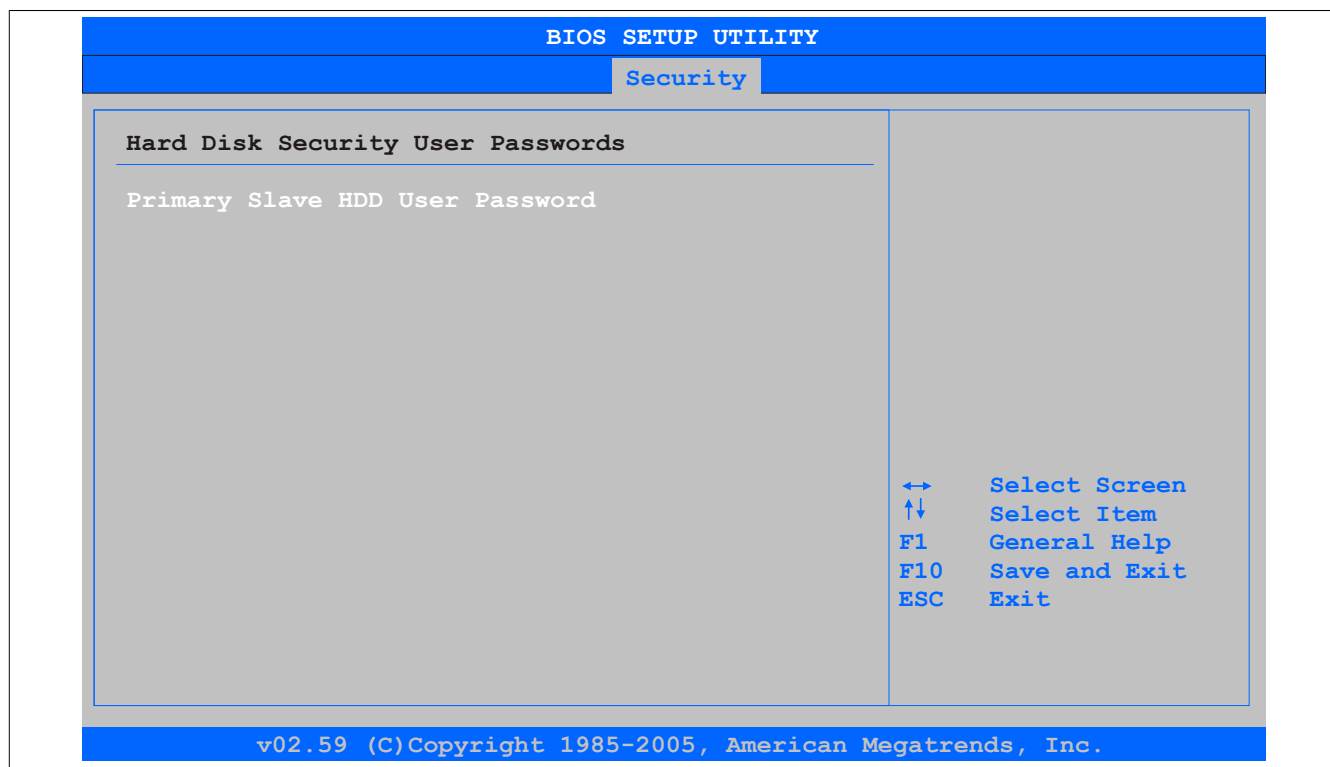 BIOS SETUP UTILITY
Security
Hard Disk Security User Passwords
Primary Slave HDD User Password
↔ Select Screen
↑↓ Select Item
F1 General Help
F10 Save and Exit
ESC Exit
v02.59 (C)Copyright 1985-2005, American Megatrends, Inc.